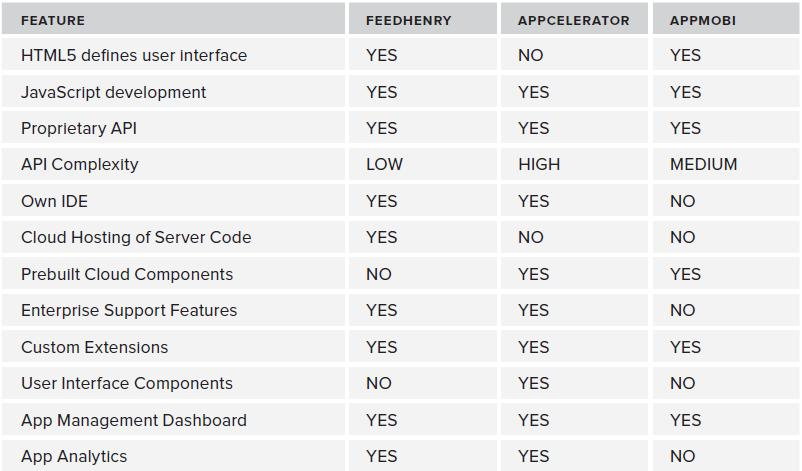 FEATURE FEEDHENRY APPCELERATOR APPMOBI
HTML5 defines user interface YES NO YES
JavaScript development YES YES YES
Proprietary API YES YES YES
API Complexity LOW HIGH MEDIUM
Own IDE YES YES NO
Cloud Hosting of Server Code YES NO NO
Prebuilt Cloud Components NO YES YES
Enterprise Support Features YES YES NO
Custom Extensions YES YES YES
User Interface Components NO YES NO
App Management Dashboard YES YES YES
App Analytics YES YES NO